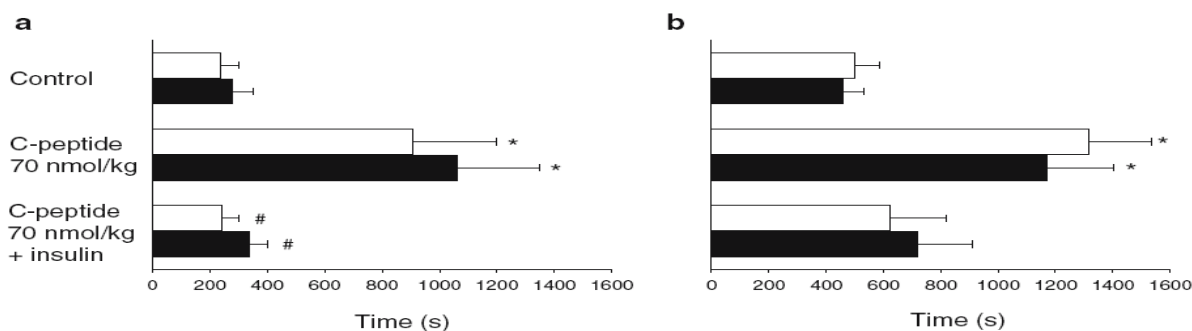 a
Control
C-peptide
70 nmol/kg
*
*
C-peptide
70 nmol/kg
+ insulin
#
#
0 200 400 600 800 1000 1200 1400 1600
Time (s)
b
*
*
0 200 400 600 800 1000 1200 1400 1600
Time (s)